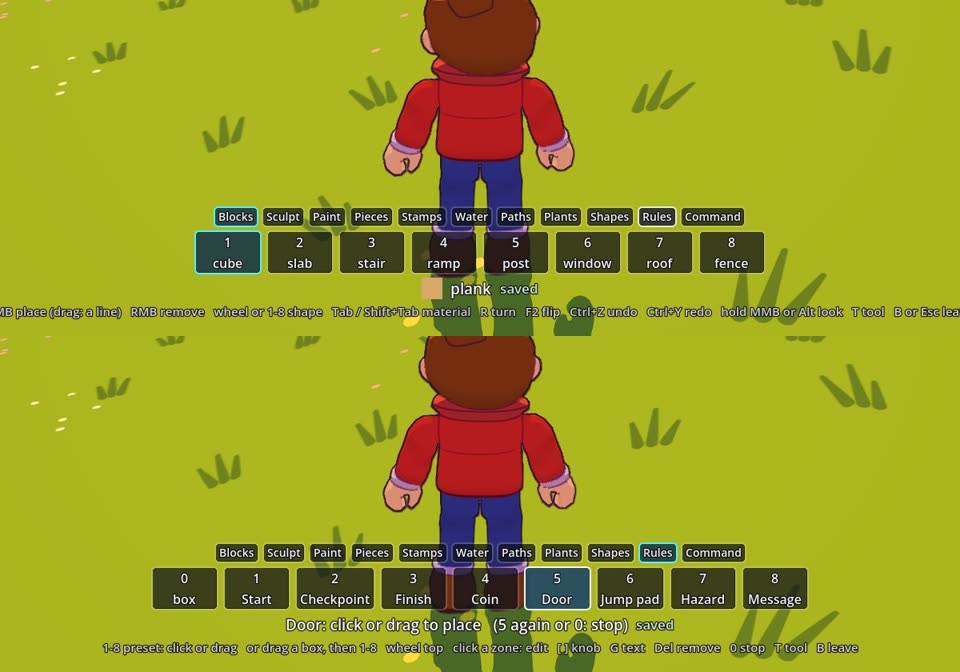 Blocks Sculpt Paint Pieces Stamps Water Paths Plants Shapes Rules Command
1 2 3 4 5 6 7 8
cube slab stair ramp post window roof fence
plank saved
place (drag: a line) RMB remove wheel or 1-8 shape Tab / Shift+Tab material R turn F2 flip Ctrl+Z undo Ctrl+Y redo hold MMB or Alt look T tool B or Esc
Blocks Sculpt Paint Pieces Stamps Water Paths Plants Shapes Rules Command
0 1 2 3 4 5 6 7 8
box Start Checkpoint Finish Coin Door Jump pad Hazard Message
Door: click or drag to place (5 again or 0: stop) saved
1-8 preset: click or drag or drag a box, then 1-8 wheel top click a zone: edit [ ] knob G text Del remove 0 stop T tool B leave